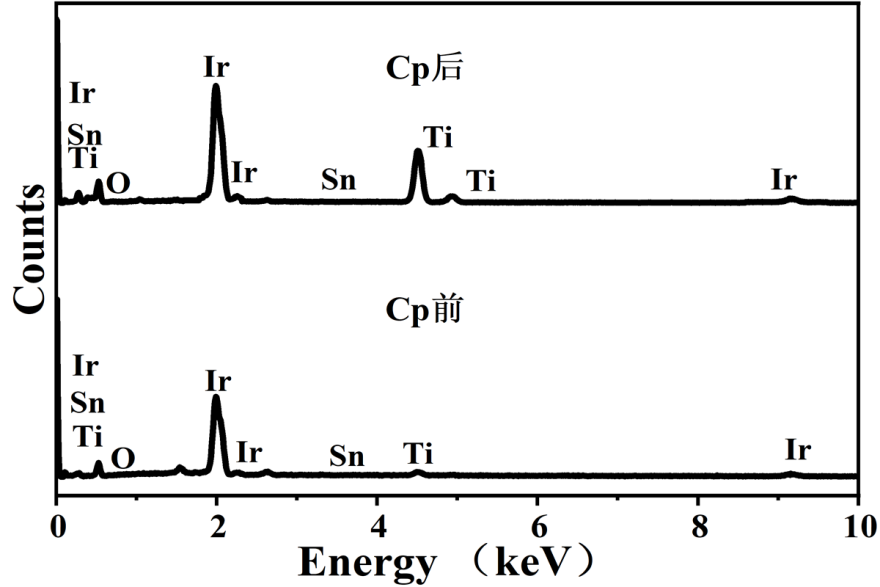 Cp后
Ir
Ir
Sn
Ti
O
Ir
Sn
Ti
Ti
Ir
Cp前
Ir
Sn
Ti
O
Ir
Ir
Sn
Ti
Ir
Counts
0 2 4 6 8 10
Energy （keV）